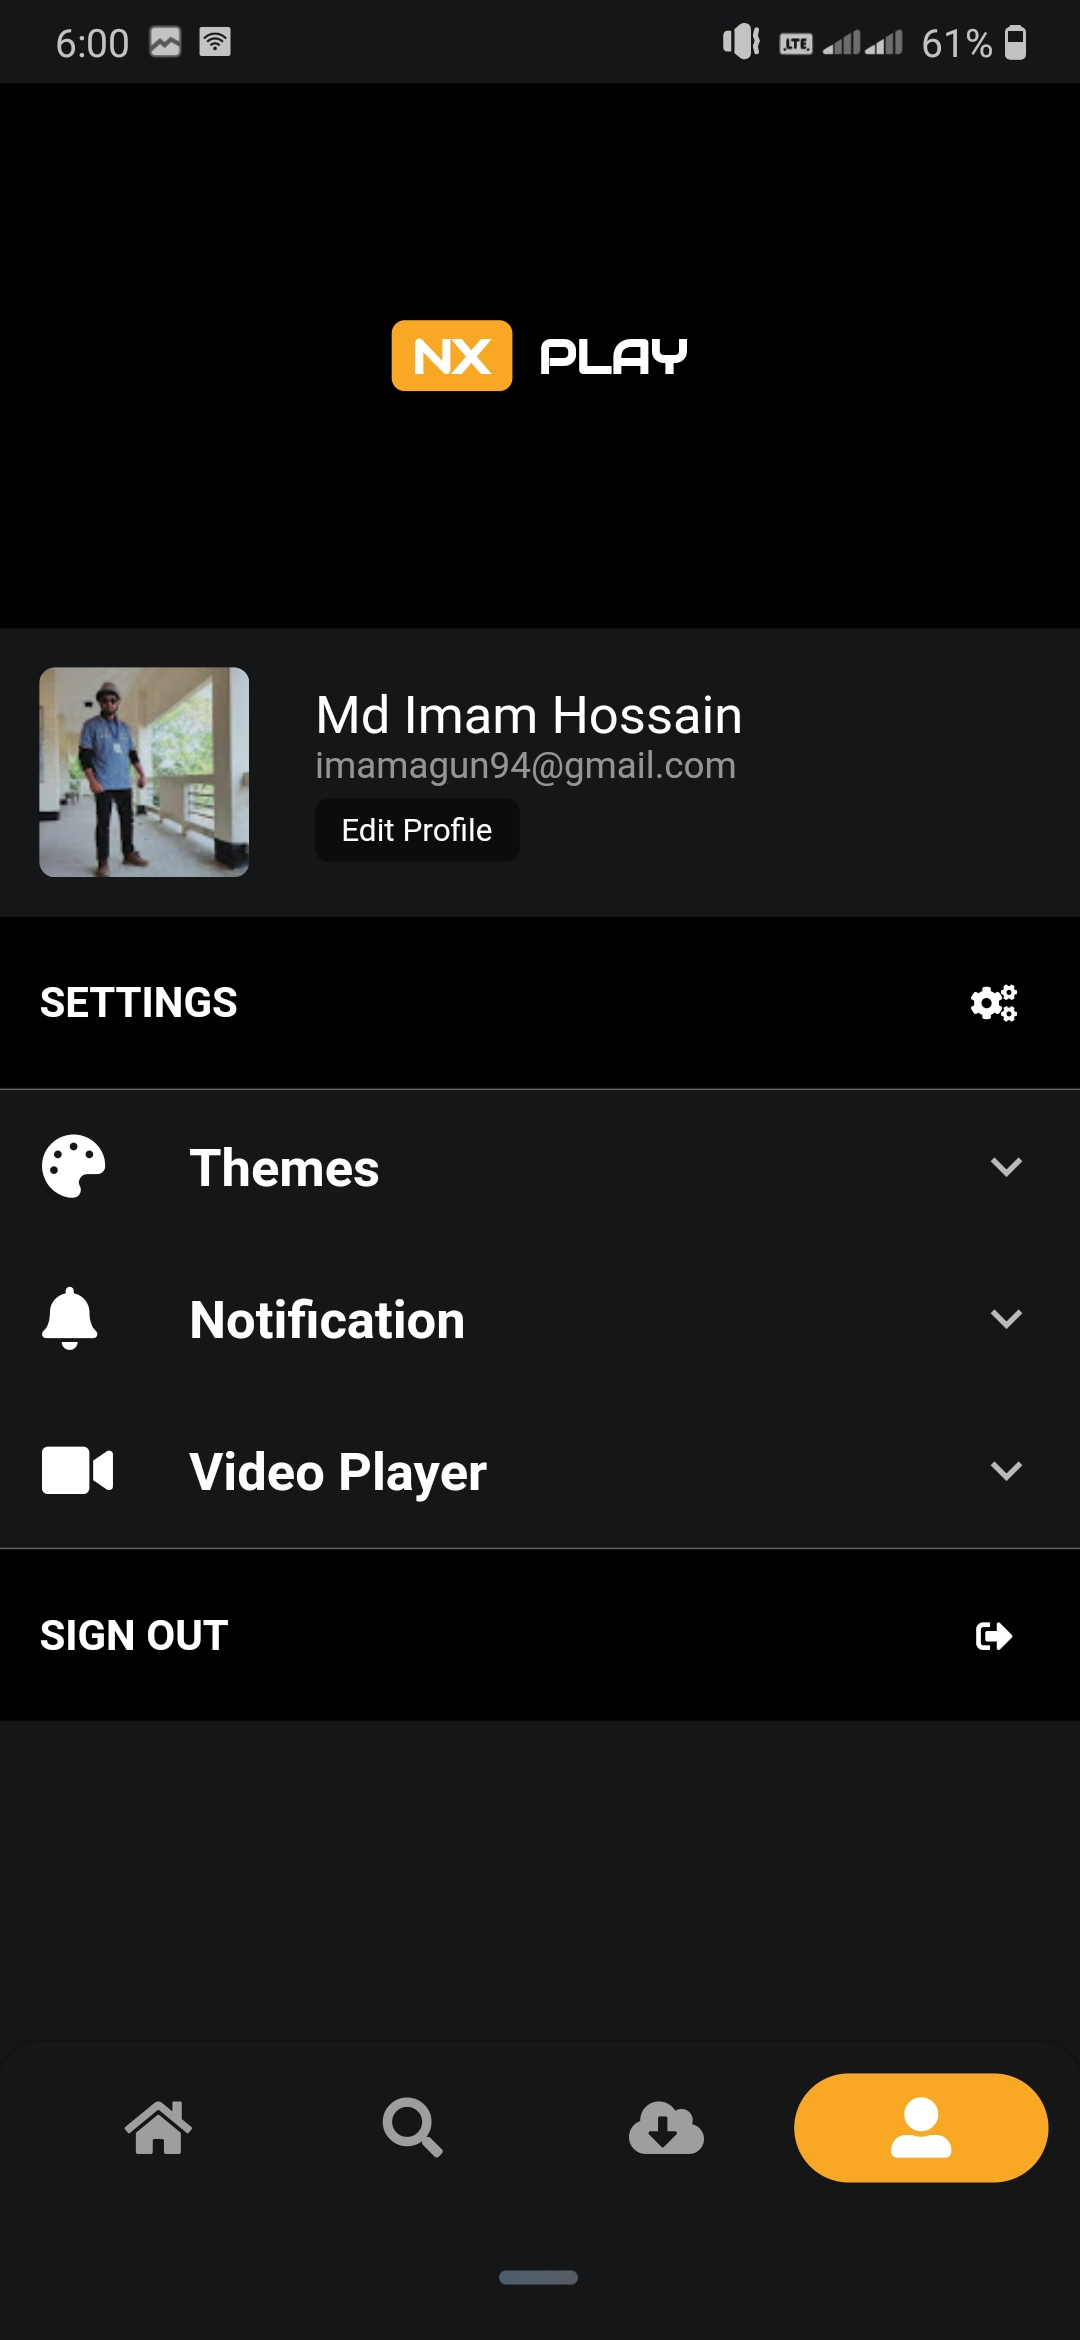 6:00 LTE 61%
NX PLAY
Md Imam Hossain
imamagun94@gmail.com
Edit Profile
SETTINGS
Themes
Notification
Video Player
SIGN OUT